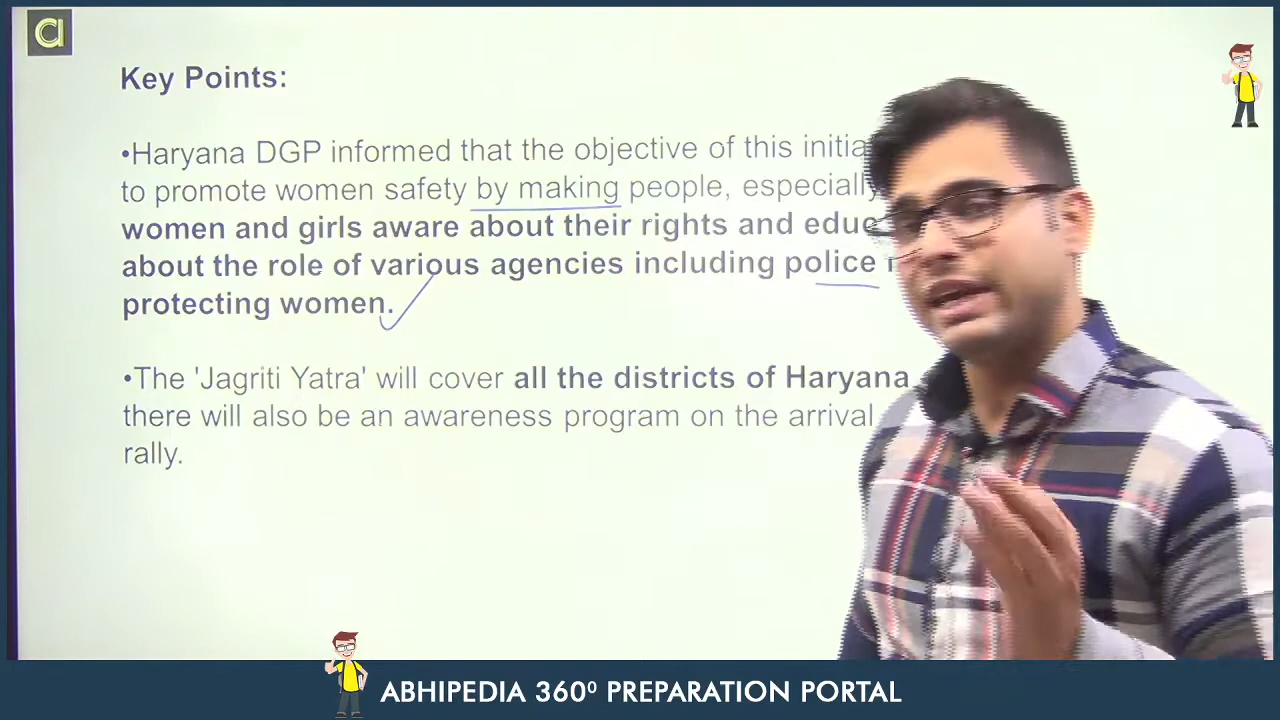 a
Key Points:
•Haryana DGP informed that the objective of this
to promote women safety by making people, especially
women and girls aware about their rights and
about the role of various agencies including police
protecting women.
•The 'Jagriti Yatra' will cover all the districts of Haryana
there will also be an awareness program on the arrival
rally.
ABHIPEDIA 360⁰ PREPARATION PORTAL